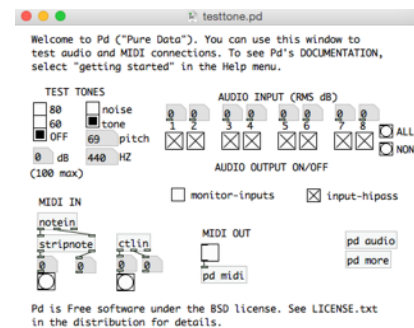 testtone.pd
Welcome to Pd ("Pure Data"). You can use this window to
test audio and MIDI connections. To see Pd's DOCUMENTATION,
select "getting started" in the Help menu.
TEST TONES
AUDIO INPUT (RMS dB)
80 noise
0 0 0 0 0 0 0 0
60 tone
1 2 3 4 5 6 7 8
ALL
OFF 69 pitch
NON
0 dB 440 HZ
(100 max)
AUDIO OUTPUT ON/OFF
monitor-inputs input-hipass
MIDI IN
notein
MIDI OUT
stripnote ctlin
pd audio
0 0 0 0
pd more
pd midi
Pd is Free software under the BSD license. See LICENSE.txt
in the distribution for details.